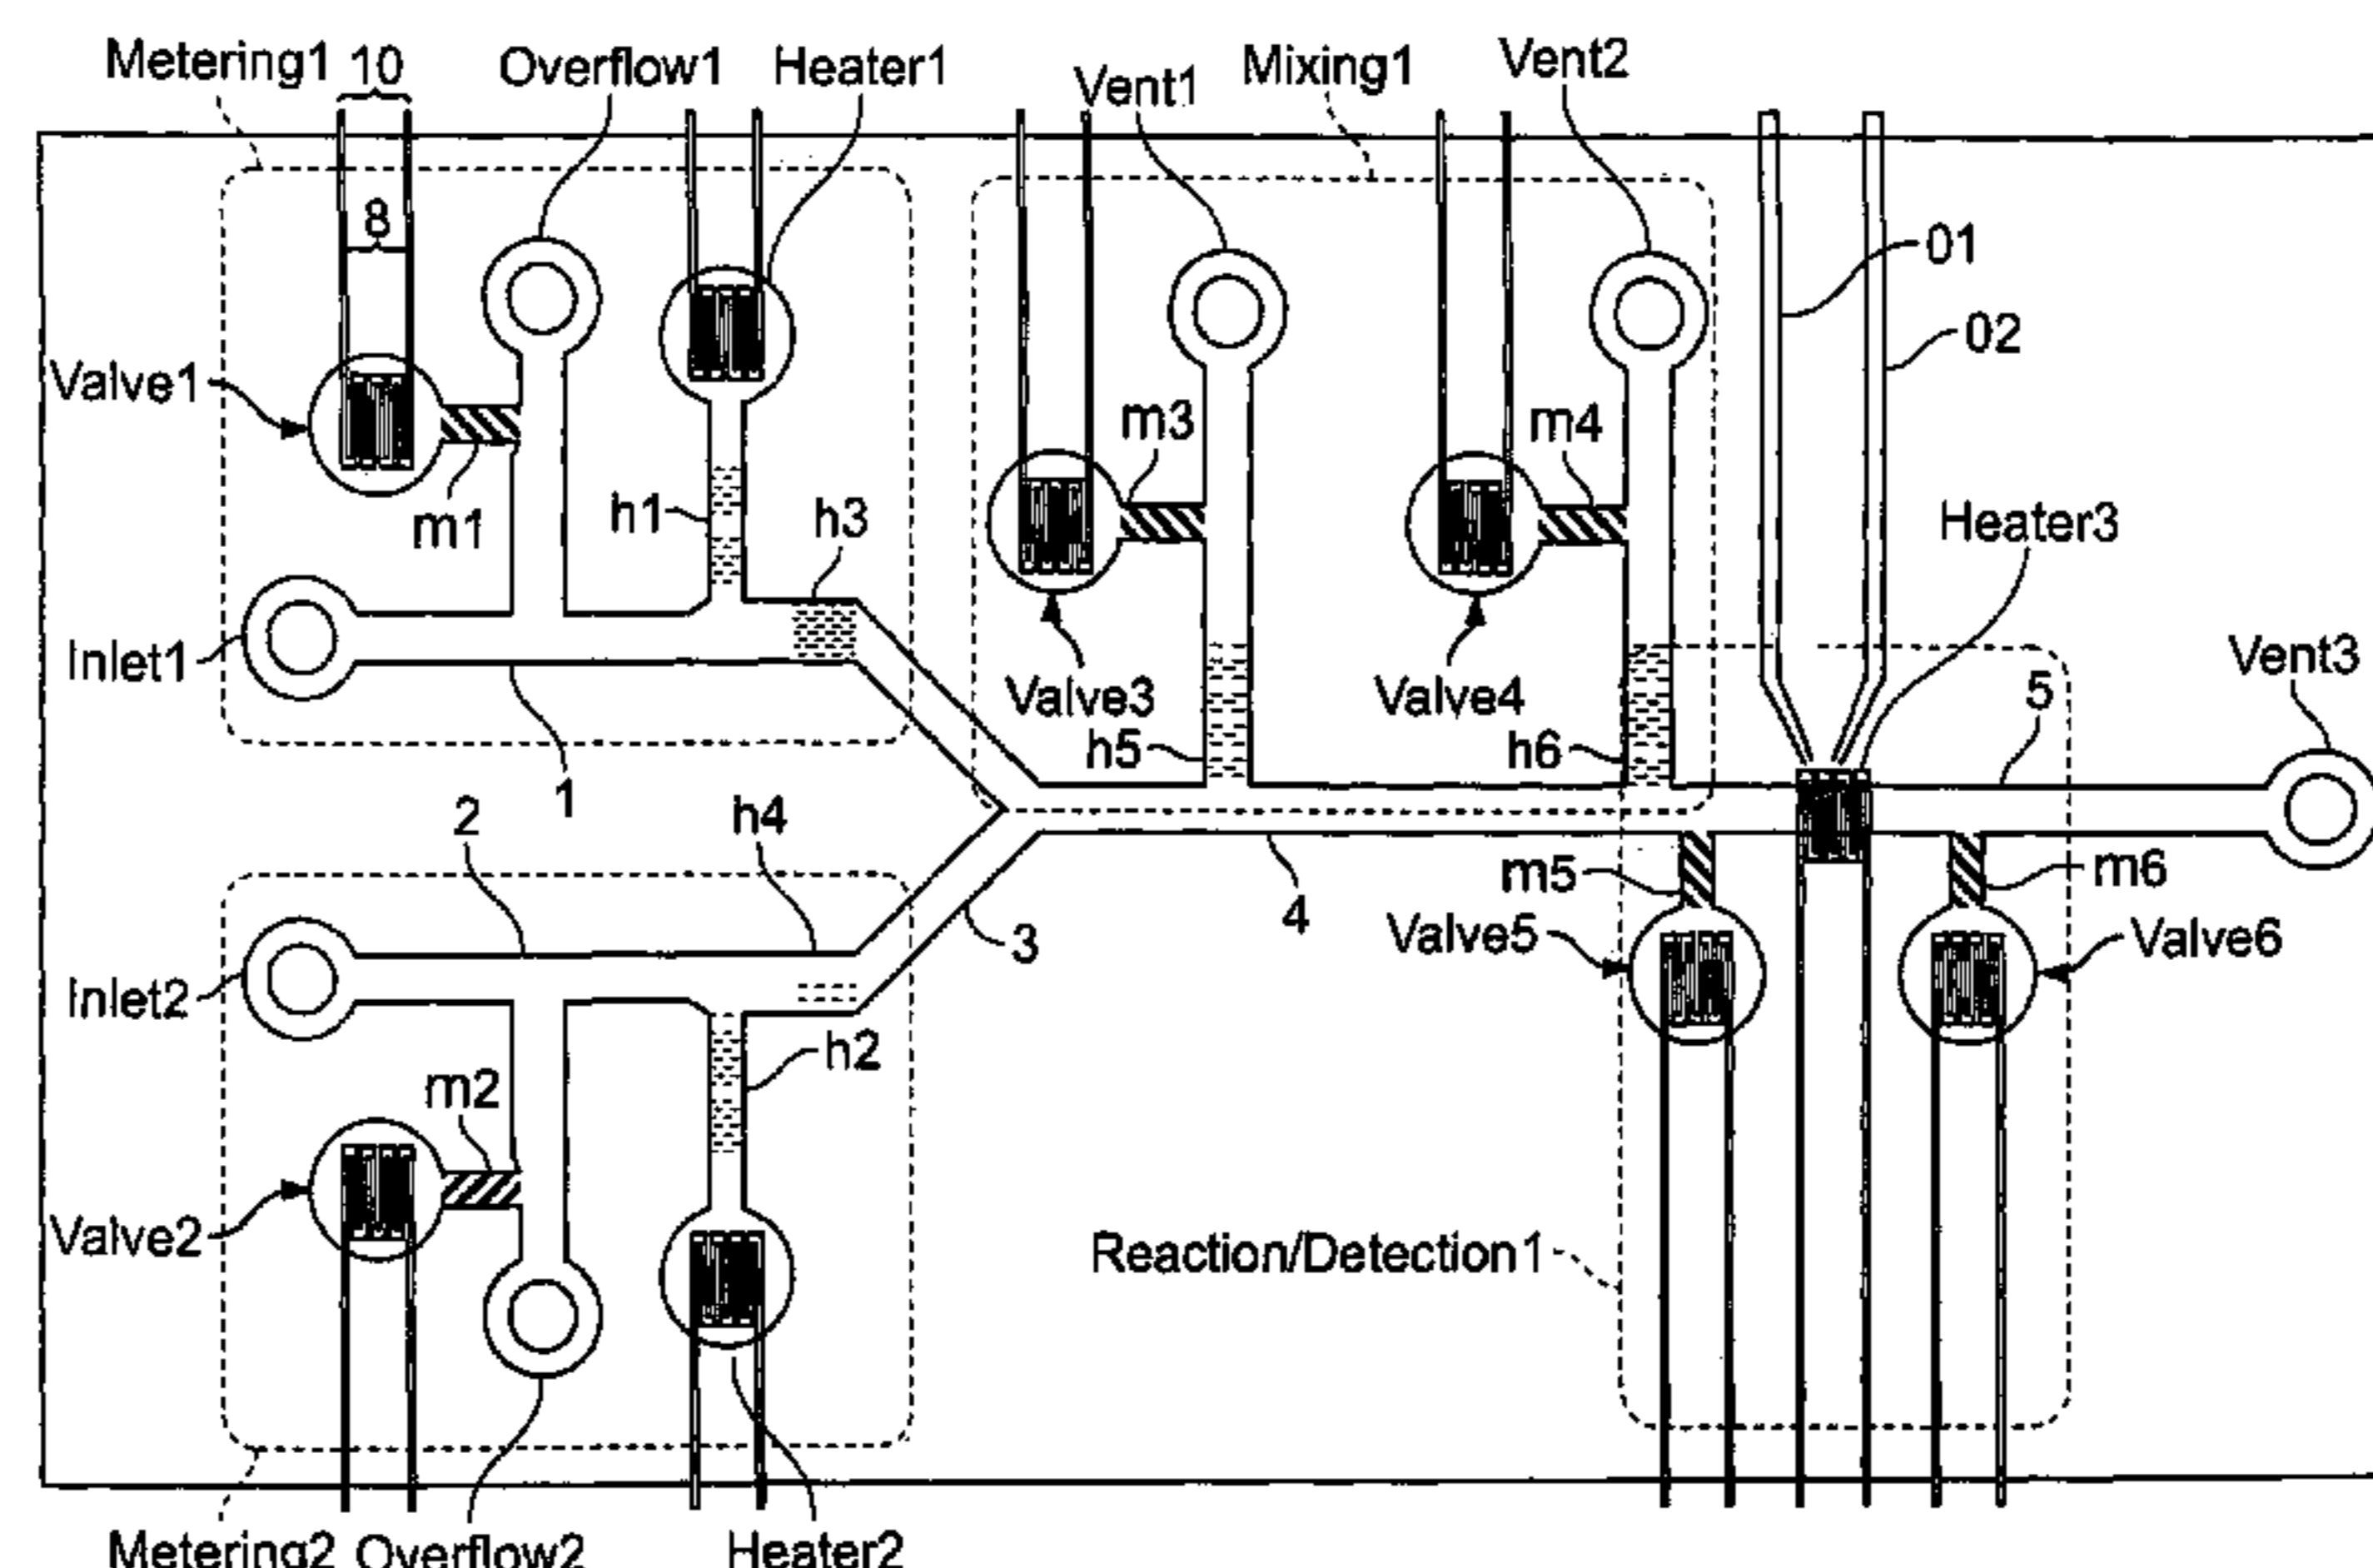 Metering1
10
Overflow1
Heater1
Vent1
Mixing1
Vent2
8
01
02
Valve1
m1
h1
h3
m3
m4
Heater3
Inlet1
Valve3
Valve4
Vent3
5
h5
h6
1
2
h4
m5
m6
3
4
Valve5
Valve6
Inlet2
h2
m2
Valve2
Reaction/Detection1
Metering2
Overflow2
Heater2